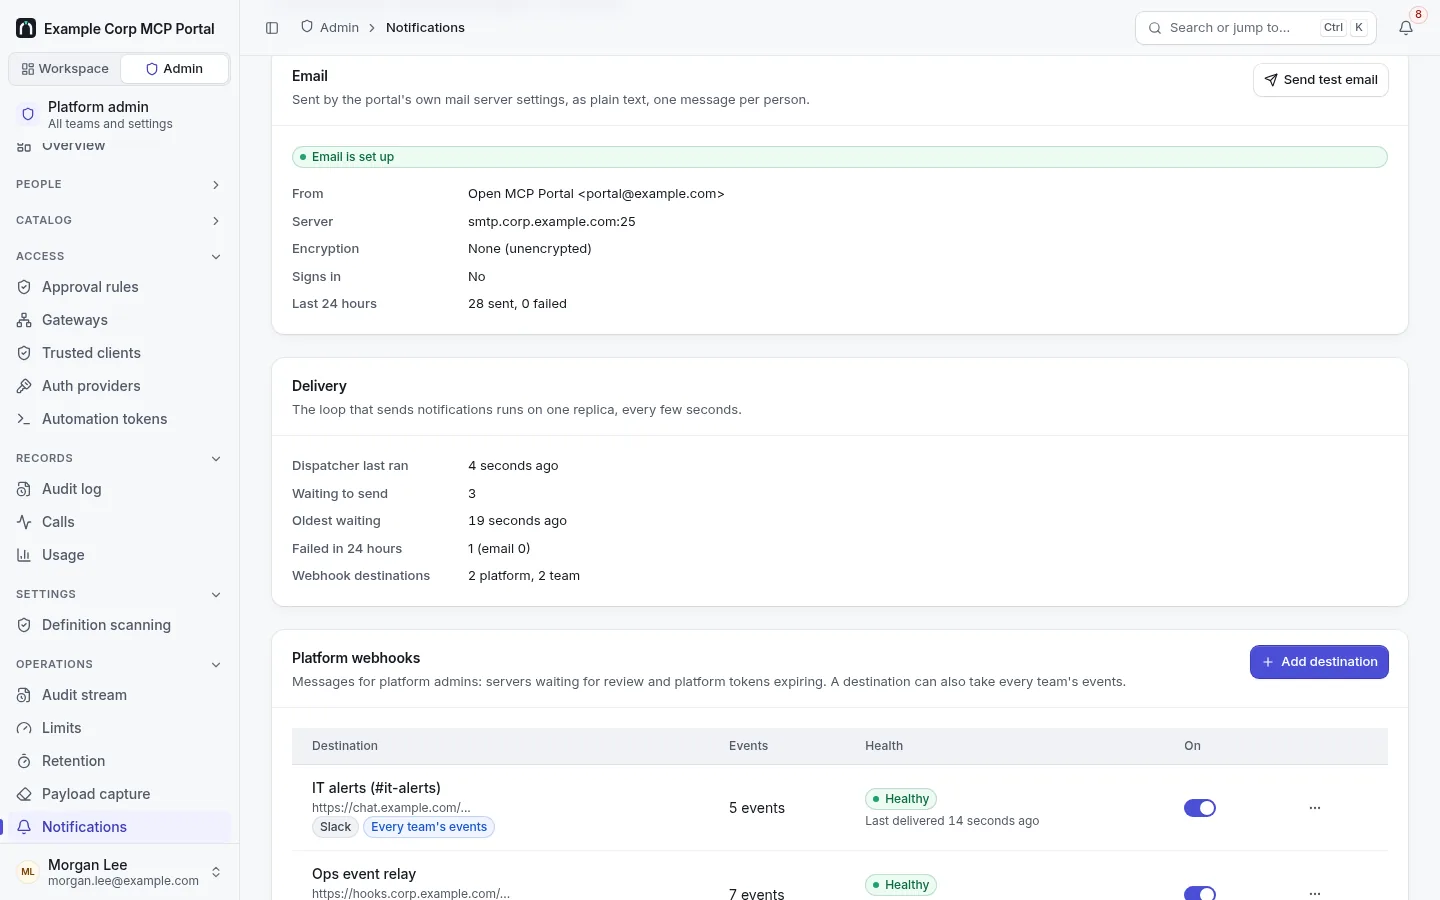 Example Corp MCP Portal
Workspace
Admin
Platform admin
All teams and settings
Overview
PEOPLE
CATALOG
ACCESS
Approval rules
Gateways
Trusted clients
Auth providers
Automation tokens
RECORDS
Audit log
Calls
Usage
SETTINGS
Definition scanning
OPERATIONS
Audit stream
Limits
Retention
Payload capture
Notifications
ML
Morgan Lee
morgan.lee@example.com
Admin
Notifications
Search or jump to...
Ctrl K
8
Email
Sent by the portal's own mail server settings, as plain text, one message per person.
Send test email
Email is set up
From Open MCP Portal <portal@example.com>
Server smtp.corp.example.com:25
Encryption None (unencrypted)
Signs in No
Last 24 hours 28 sent, 0 failed
Delivery
The loop that sends notifications runs on one replica, every few seconds.
Dispatcher last ran 4 seconds ago
Waiting to send 3
Oldest waiting 19 seconds ago
Failed in 24 hours 1 (email 0)
Webhook destinations 2 platform, 2 team
Platform webhooks
Messages for platform admins: servers waiting for review and platform tokens expiring. A destination can also take every team's events.
Add destination
Destination Events Health On
IT alerts (#it-alerts)
https://chat.example.com/...
Slack Every team's events
5 events
Healthy
Last delivered 14 seconds ago
Ops event relay
https://hooks.corp.example.com/...
7 events
Healthy